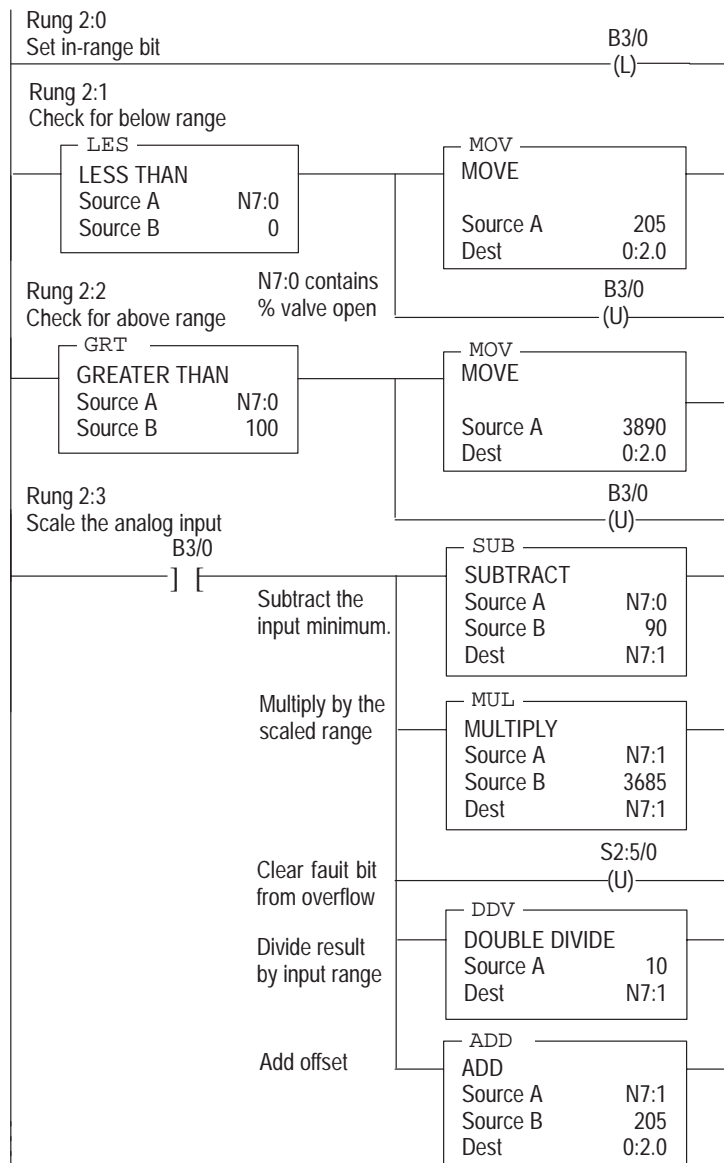 Rung 2:0
Set in-range bit
B3/0
(L)
Rung 2:1
Check for below range
LES
LESS THAN
Source A N7:0
Source B 0
MOV
MOVE
Source A 205
Dest 0:2.0
N7:0 contains
% valve open
B3/0
(U)
Rung 2:2
Check for above range
GRT
GREATER THAN
Source A N7:0
Source B 100
MOV
MOVE
Source A 3890
Dest 0:2.0
B3/0
(U)
Rung 2:3
Scale the analog input
B3/0
] [
Subtract the
input minimum.
SUB
SUBTRACT
Source A N7:0
Source B 90
Dest N7:1
Multiply by the
scaled range
MUL
MULTIPLY
Source A N7:1
Source B 3685
Dest N7:1
Clear fauit bit
from overflow
S2:5/0
(U)
Divide result
by input range
DDV
DOUBLE DIVIDE
Source A 10
Dest N7:1
Add offset
ADD
ADD
Source A N7:1
Source B 205
Dest 0:2.0